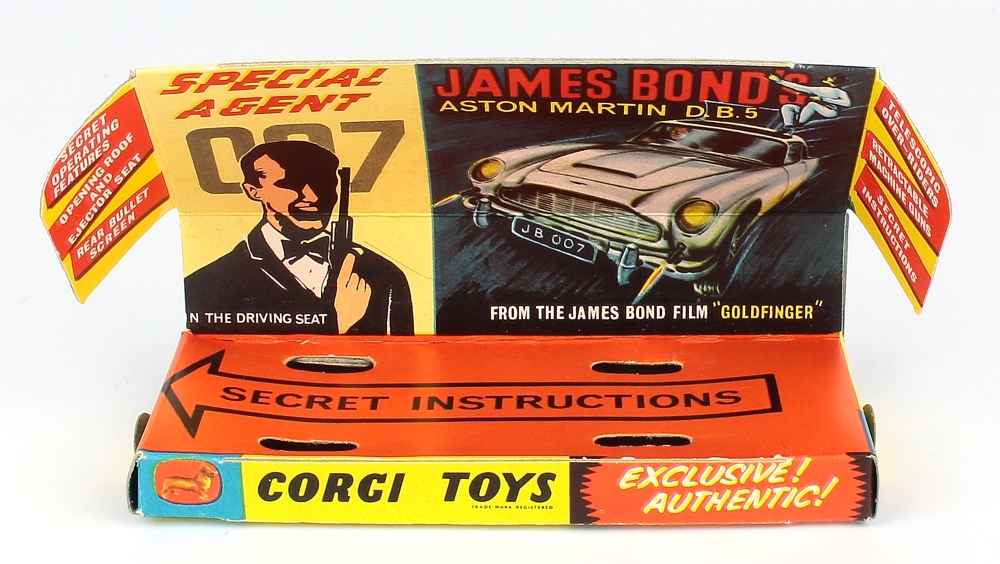 SECRET
OPERATING
FEATURES
OPENING ROOF
AND
EJECTOR SEAT
REAR BULLET
SCREEN
SPECIAL
AGENT
007
N THE DRIVING SEAT
JAMES BOND'S
ASTON MARTIN D.B.5
JB 007
FROM THE JAMES BOND FILM "GOLDFINGER"
TELESCOPIC
OVER-RIDERS
RETRACTABLE
MACHINE GUNS
SECRET
INSTRUCTIONS
SECRET INSTRUCTIONS
CORGI TOYS
TRADE MARK REGISTERED
EXCLUSIVE!
AUTHENTIC!